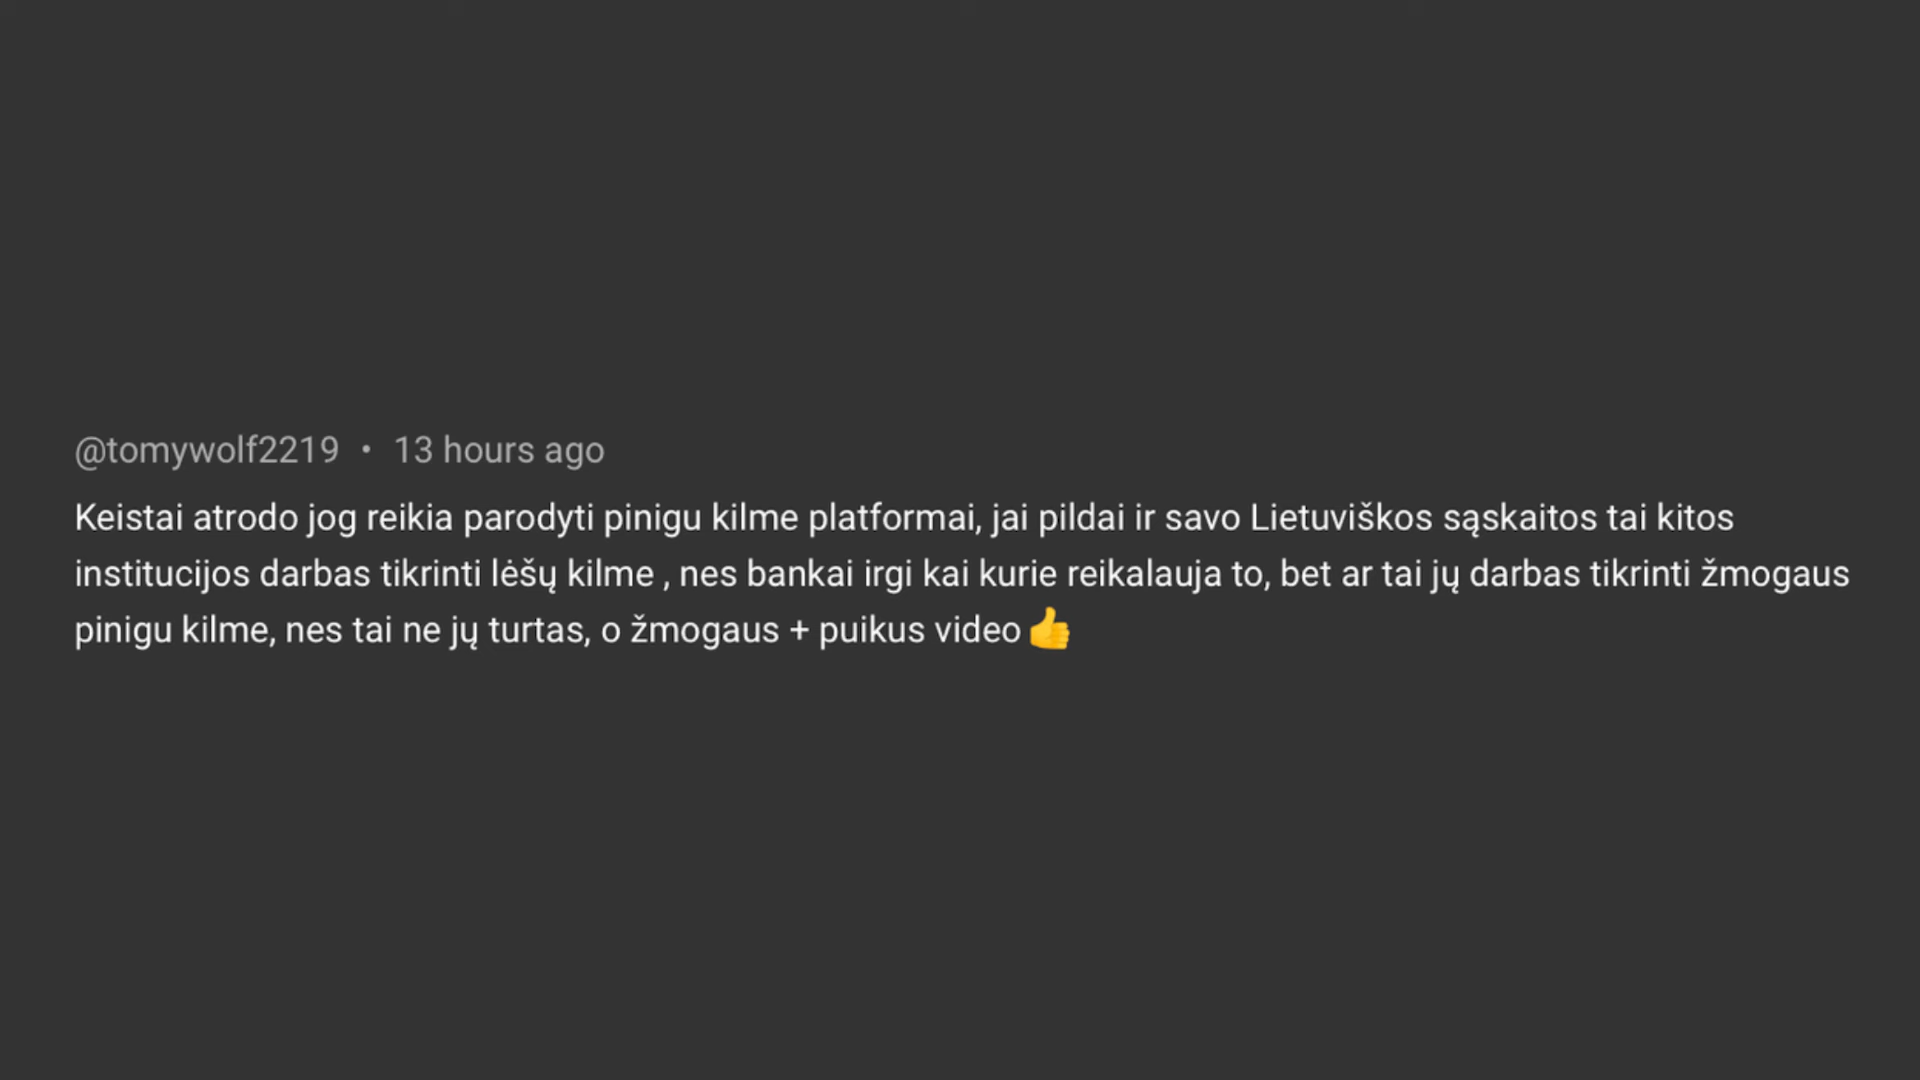 @tomywolf2219 • 13 hours ago
Keistai atrodo jog reikia parodyti pinigu kilme platformai, jai pildai ir savo Lietuviškos sąskaitos tai kitos
institucijos darbas tikrinti lėšų kilme , nes bankai irgi kai kurie reikalauja to, bet ar tai jų darbas tikrinti žmogaus
pinigu kilme, nes tai ne jų turtas, o žmogaus + puikus video 👍